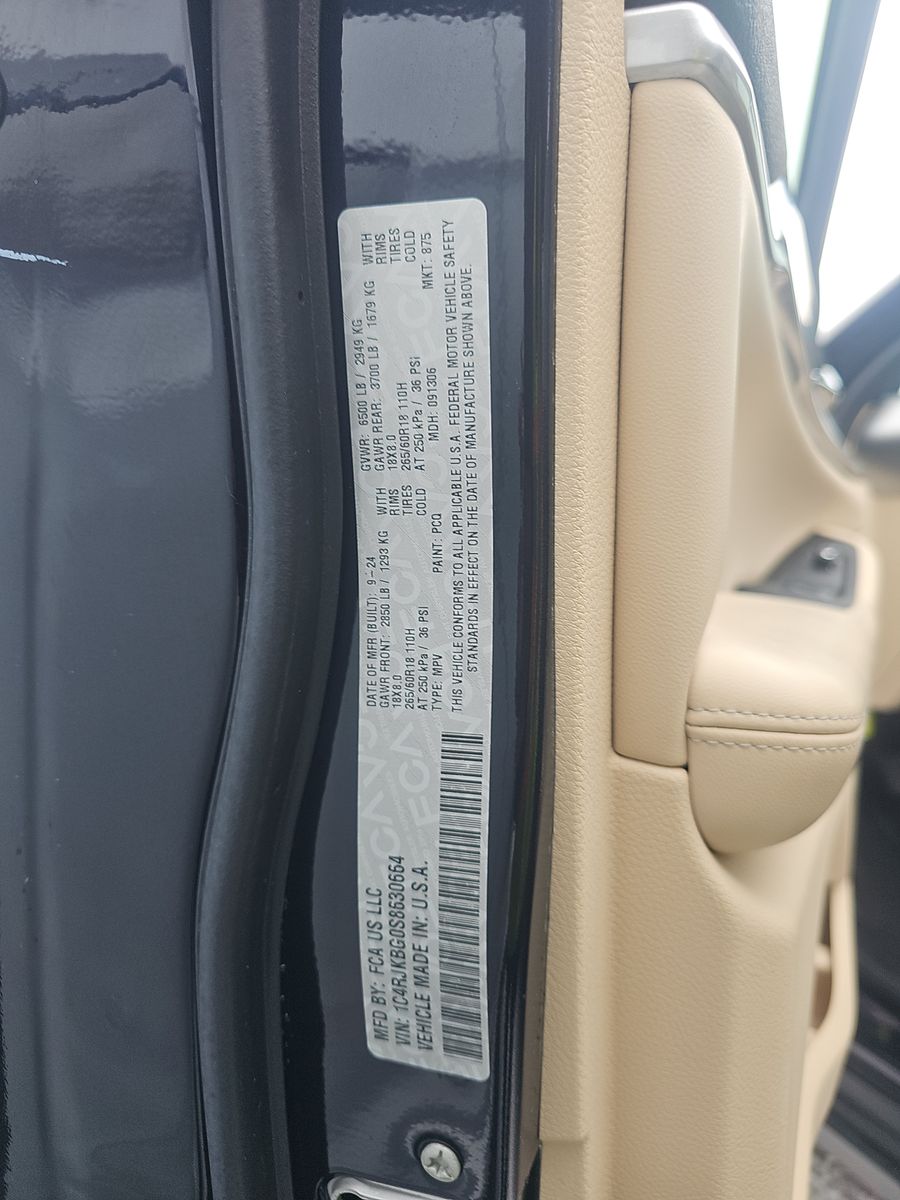 MFD BY: FCA US LLC
VIN: 1C4RJKBG0S8630664
VEHICLE MADE IN: U.S.A.
DATE OF MFR (BUILT): 9-24 GVWR: 6500 LB / 2949 KG
GAWR FRONT: 2850 LB / 1293 KG WITH GAWR REAR: 3700 LB / 1679 KG WITH
18X8.0 RIMS 18X8.0 RIMS
265/60R18 110H TIRES 265/60R18 110H TIRES
AT 250 kPa / 36 PSI COLD AT 250 kPa / 36 PSI COLD
TYPE: MPV PAINT: PCQ MDH: 091306 MKT: 875
THIS VEHICLE CONFORMS TO ALL APPLICABLE U.S.A. FEDERAL MOTOR VEHICLE SAFETY
STANDARDS IN EFFECT ON THE DATE OF MANUFACTURE SHOWN ABOVE.